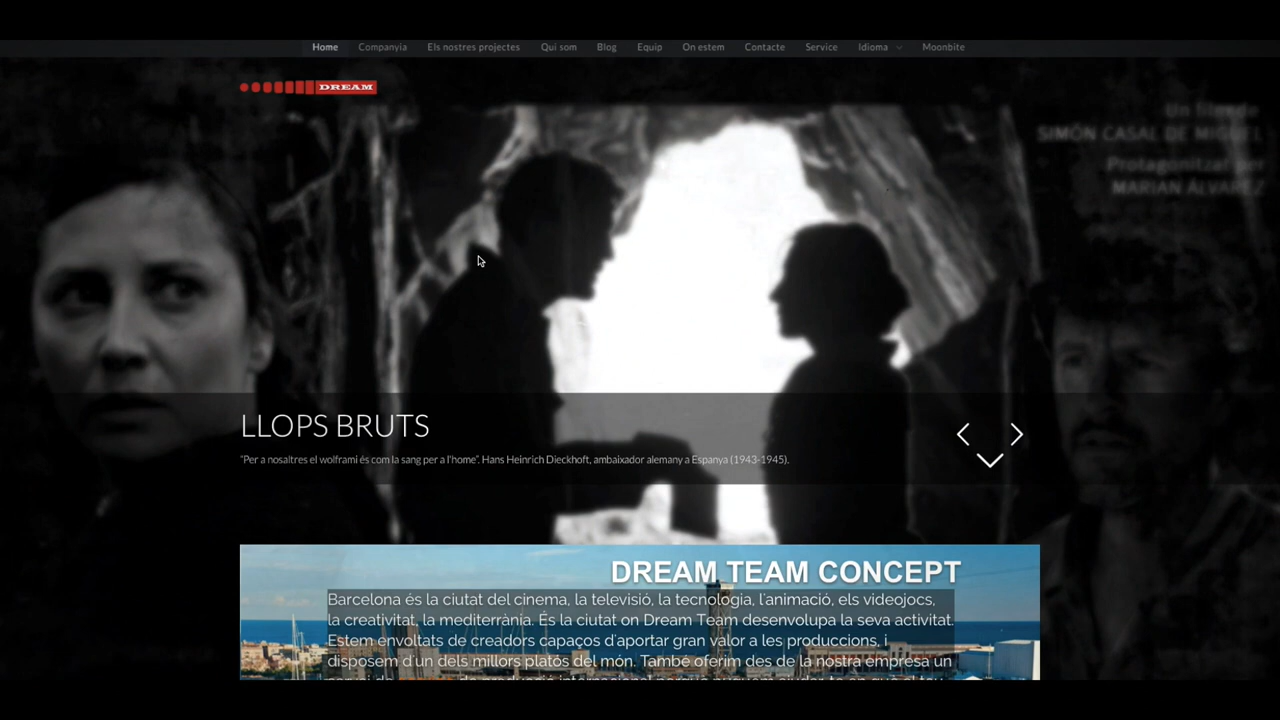 Home Companyia Els nostres projectes Qui som Blog Equip On estem Contacte Service Idioma Moonbite
DREAM
Un film de
SIMÓN CASAL DE MIGUEL
Protagonitzat per
MARIAN ÁLVAREZ
LLOPS BRUTS
"Per a nosaltres el wolframi és com la sang per a l'home". Hans Heinrich Dieckhoff, ambaixador alemany a Espanya (1943-1945).
DREAM TEAM CONCEPT
Barcelona és la ciutat del cinema, la televisió, la tecnologia, l'animació, els videojocs,
la creativitat, la mediterrània. És la ciutat on Dream Team desenvolupa la seva activitat.
Estem envoltats de creadors capaços d'aportar gran valor a les produccions, i
disposem d'un dels millors platós del món. També oferim des de la nostra empresa un